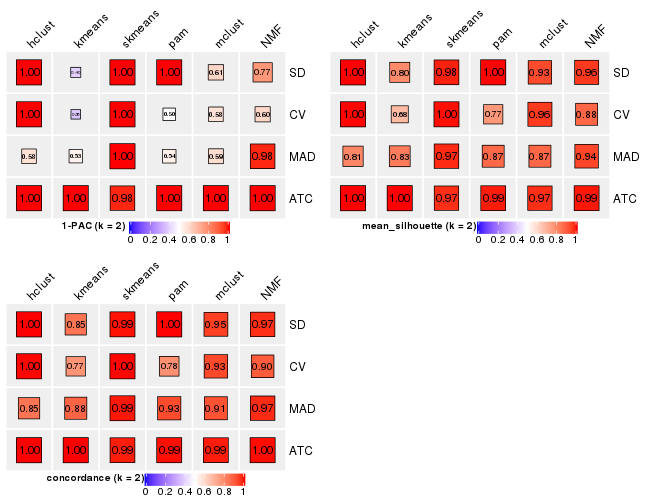 hclust kmeans skmeans pam mclust NMF
1.00 1.00 1.00 0.61 0.77 SD
1.00 1.00 0.50 0.58 0.60 CV
0.58 0.53 1.00 0.54 0.59 0.98 MAD
1.00 1.00 0.98 1.00 1.00 1.00 ATC
1-PAC (k = 2)
0 0.2 0.4 0.6 0.8 1
hclust kmeans skmeans pam mclust NMF
1.00 0.80 0.98 1.00 0.93 0.96 SD
1.00 0.68 1.00 0.77 0.96 0.88 CV
0.81 0.83 0.97 0.87 0.87 0.94 MAD
1.00 1.00 0.97 0.99 0.97 0.99 ATC
mean_silhouette (k = 2)
0 0.2 0.4 0.6 0.8 1
hclust kmeans skmeans pam mclust NMF
1.00 0.85 0.99 1.00 0.95 0.97 SD
1.00 0.77 1.00 0.78 0.93 0.90 CV
0.85 0.88 0.99 0.93 0.91 0.97 MAD
1.00 1.00 0.99 0.99 0.99 1.00 ATC
concordance (k = 2)
0 0.2 0.4 0.6 0.8 1